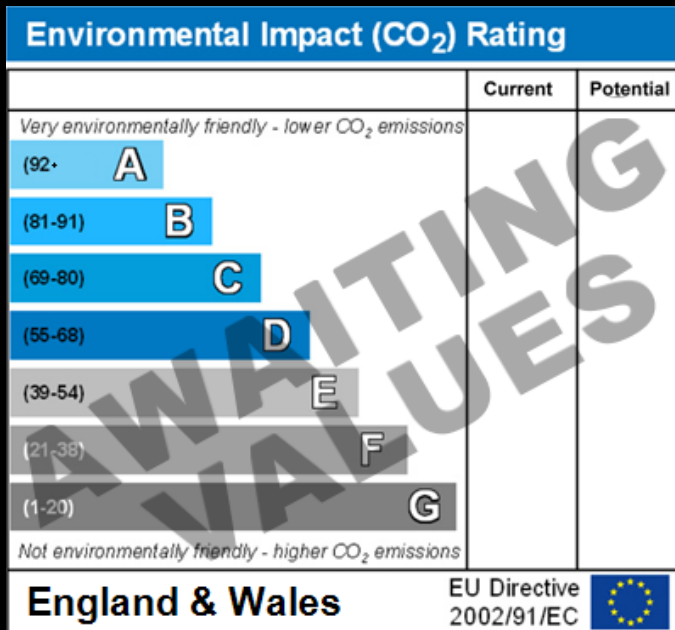 Environmental Impact (CO₂) Rating
Current Potential
Very environmentally friendly - lower CO₂ emissions
(92+ A
(81-91) B
(69-80) C
(55-68) D
(39-54) E
(21-38) F
(1-20) G
Not environmentally friendly - higher CO₂ emissions
AWAITING
VALUES
England & Wales
EU Directive
2002/91/EC